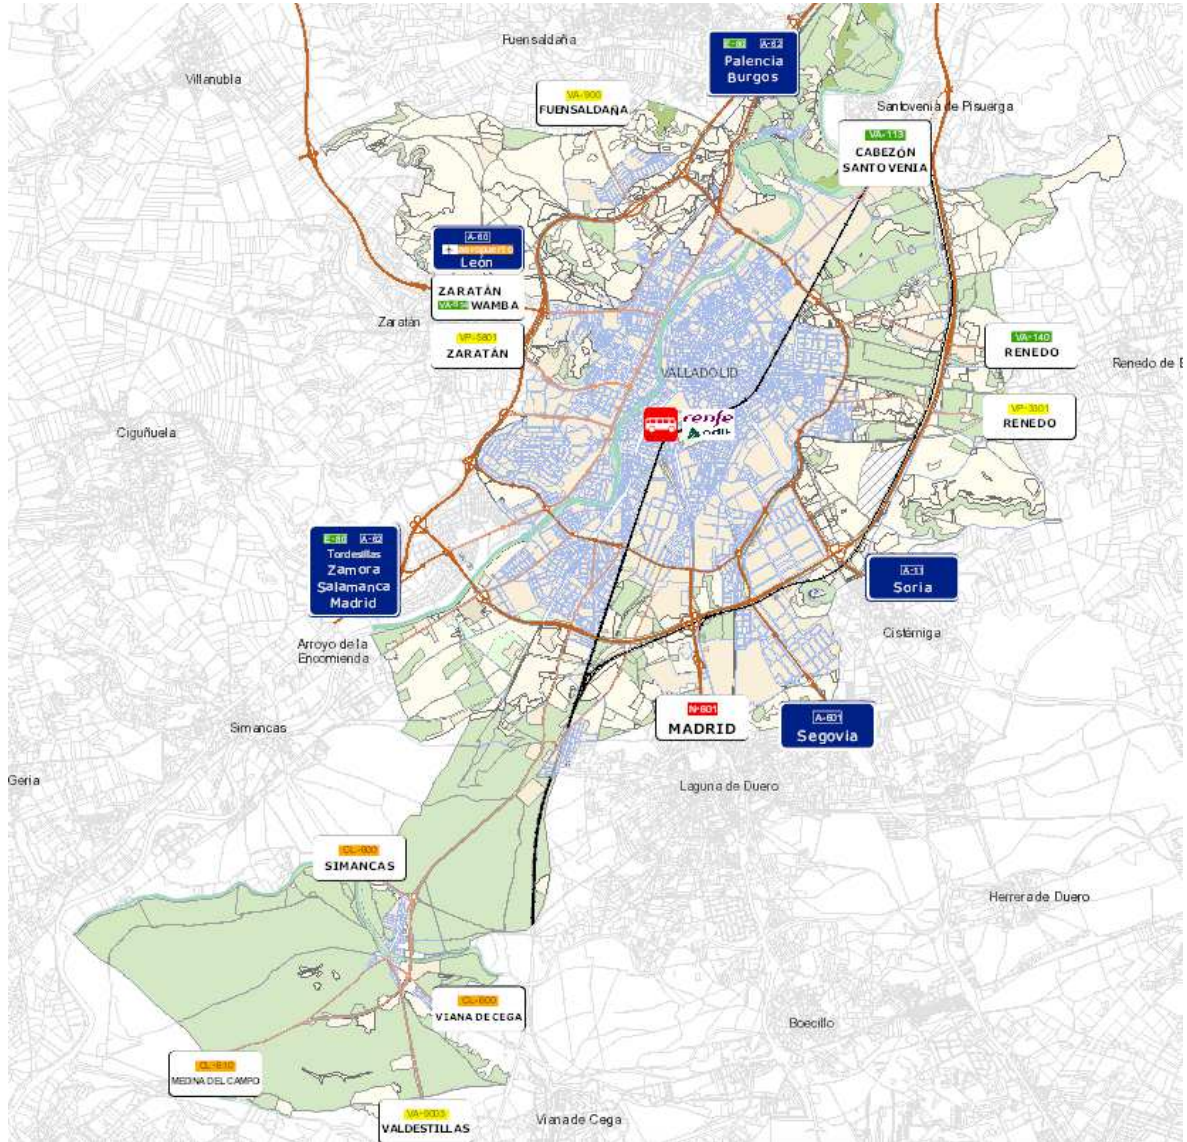 Fuensaldaña
E-80 A-62
Palencia
Burgos
Villanubla
VA-900
FUENSALDAÑA
Santovenia de Pisuerga
VA-113
CABEZÓN
SANTOVENIA
A-60
aeropuerto
León
ZARATÁN
WAMBA
Zaratán
VP-5801
ZARATÁN
VA-140
RENEDO
Renedo de E
VALLADOLID
renfe
adif
VP-3301
RENEDO
Ciguñuela
E-80 A-62
Tordesillas
Zamora
Salamanca
Madrid
A-11
Soria
Cistérniga
Arroyo de la
Encomienda
Simancas
N-601
MADRID
A-601
Segovia
Geria
Laguna de Duero
CL-600
SIMANCAS
Herrera de Duero
CL-600
VIANA DE CEGA
Boecillo
CL-610
MEDINA DEL CAMPO
VALDESTILLAS
Viana de Cega